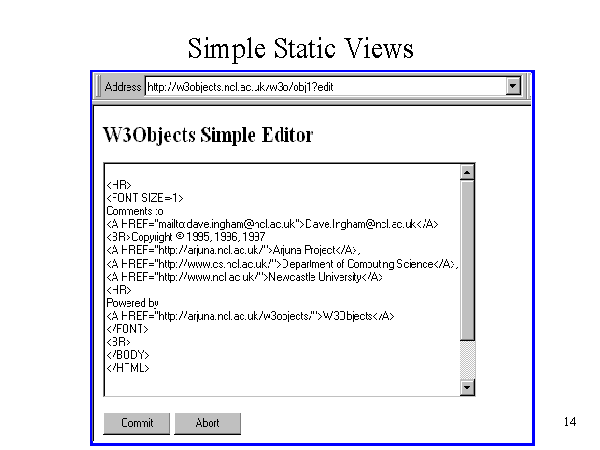 Simple Static Views
Address http://w3objects.ncl.ac.uk/w3o/obj1?edit
W3Objects Simple Editor
<HR>
<FONT SIZE=-1>
Comments to
<A HREF="mailto:dave.ingham@ncl.ac.uk">Dave.Ingham@ncl.ac.uk</A>
<BR>Copyright © 1995, 1996, 1997
<A HREF="http://arjuna.ncl.ac.uk/">Arjuna Project</A>,
<A HREF="http://www.cs.ncl.ac.uk/">Department of Computing Science</A>,
<A HREF="http://www.ncl.ac.uk/">Newcastle University</A>
<HR>
Powered by
<A HREF="http://arjuna.ncl.ac.uk/w3objects/">W3Objects</A>
</FONT>
<BR>
</BODY>
</HTML>
Commit Abort
14